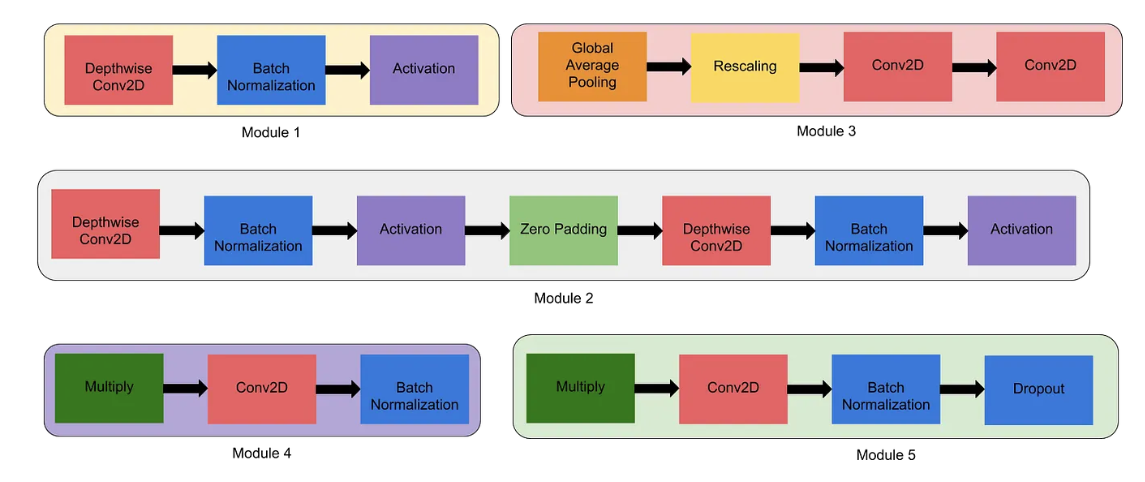 Depthwise
Conv2D
Batch
Normalization
Activation
Module 1
Global
Average
Pooling
Rescaling
Conv2D
Conv2D
Module 3
Depthwise
Conv2D
Batch
Normalization
Activation
Zero Padding
Depthwise
Conv2D
Batch
Normalization
Activation
Module 2
Multiply
Conv2D
Batch
Normalization
Module 4
Multiply
Conv2D
Batch
Normalization
Dropout
Module 5